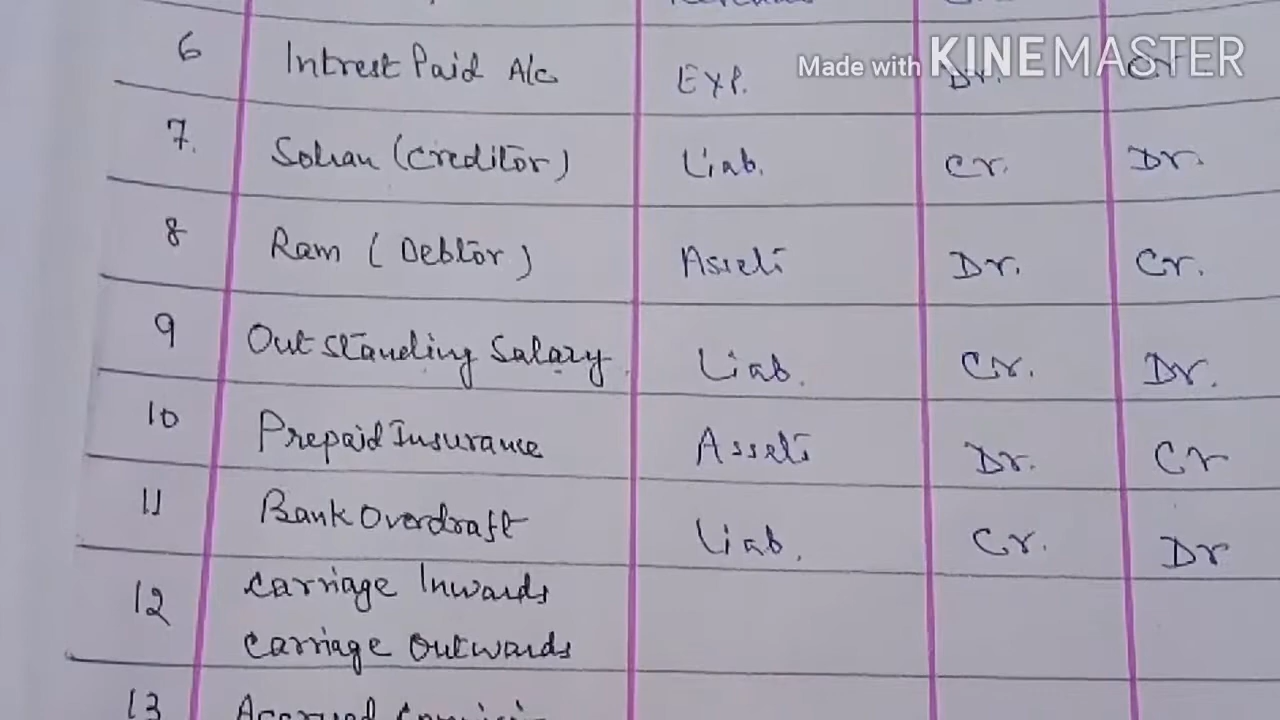 Made with KINEMASTER
6 Intrest Paid A/c Exp. Dr. Cr
7. Sohan (Creditor) Liab. Cr. Dr.
8 Ram (Debtor) Assets Dr. Cr.
9 Outstanding Salary Liab. Cr. Dr.
10 Prepaid Insurance Assets Dr. Cr
11 Bank Overdraft Liab. Cr. Dr
12 Carriage Inwards
Carriage Outwards
13